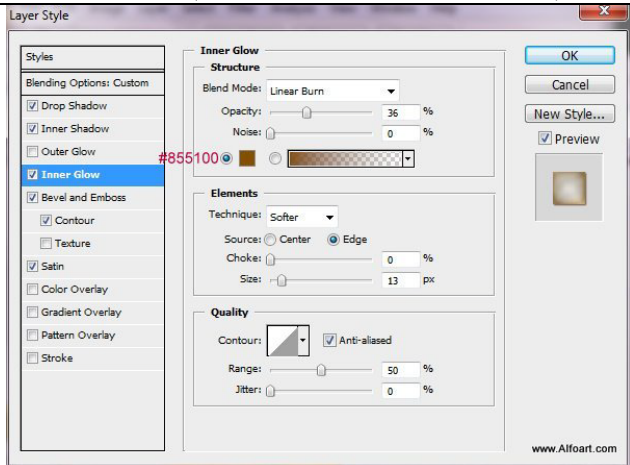 Layer Style
Styles
Blending Options: Custom
Drop Shadow
Inner Shadow
Outer Glow
Inner Glow
Bevel and Emboss
Contour
Texture
Satin
Color Overlay
Gradient Overlay
Pattern Overlay
Stroke
Inner Glow
Structure
Blend Mode: Linear Burn
Opacity: 36 %
Noise: 0 %
#855100
Elements
Technique: Softer
Source: Center Edge
Choke: 0 %
Size: 13 px
Quality
Contour: Anti-aliased
Range: 50 %
Jitter: 0 %
OK
Cancel
New Style...
Preview
www.Alfoart.com